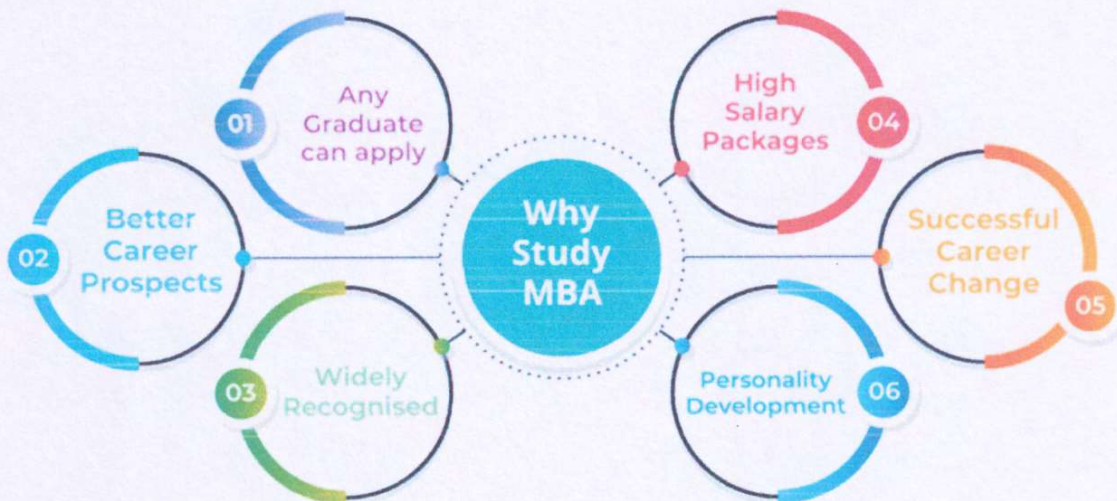 Why
Study
MBA
01
Any
Graduate
can apply
02
Better
Career
Prospects
03
Widely
Recognised
High
Salary
Packages
04
Successful
Career
Change
05
Personality
Development
06